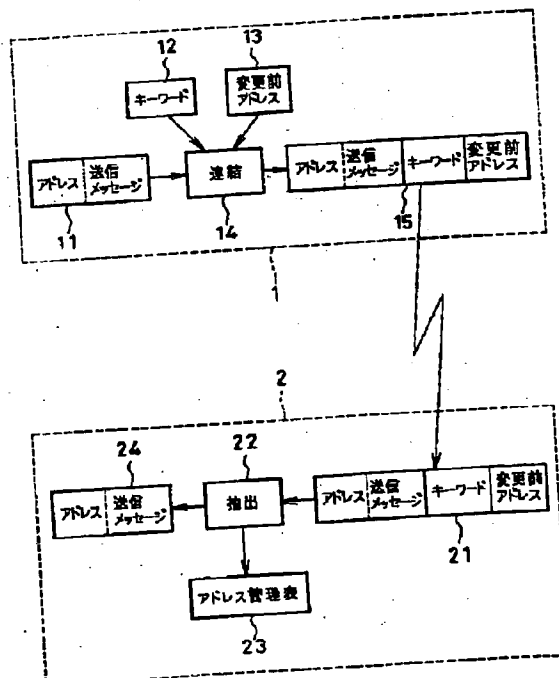 12
13
キーワード
変更前
アドレス
アドレス
送信
メッセージ
連結
アドレス
送信
メッセージ
キーワード
変更前
アドレス
11
14
15
1
2
24
22
アドレス
送信
メッセージ
抽出
アドレス
送信
メッセージ
キーワード
変更前
アドレス
21
アドレス管理表
23